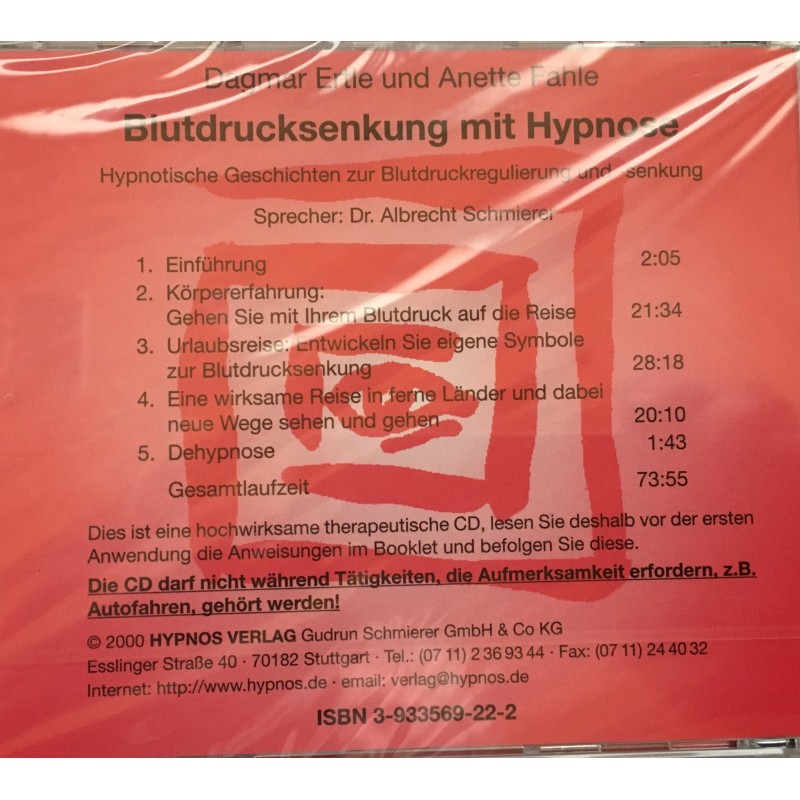 Dagmar Ertle und Anette Fahle
Blutdrucksenkung mit Hypnose
Hypnotische Geschichten zur Blutdruckregulierung und -senkung
Sprecher: Dr. Albrecht Schmierer
1. Einführung 2:05
2. Körpererfahrung:
Gehen Sie mit Ihrem Blutdruck auf die Reise 21:34
3. Urlaubsreise: Entwickeln Sie eigene Symbole
zur Blutdrucksenkung 28:18
4. Eine wirksame Reise in ferne Länder und dabei
neue Wege sehen und gehen 20:10
5. Dehypnose 1:43
Gesamtlaufzeit 73:55
Dies ist eine hochwirksame therapeutische CD, lesen Sie deshalb vor der ersten
Anwendung die Anweisungen im Booklet und befolgen Sie diese.
Die CD darf nicht während Tätigkeiten, die Aufmerksamkeit erfordern, z.B.
Autofahren, gehört werden!
© 2000 HYPNOS VERLAG Gudrun Schmierer GmbH & Co KG
Esslinger Straße 40 · 70182 Stuttgart · Tel.: (07 11) 2 36 93 44 · Fax: (07 11) 24 40 32
Internet: http://www.hypnos.de · email: verlag@hypnos.de
ISBN 3-933569-22-2